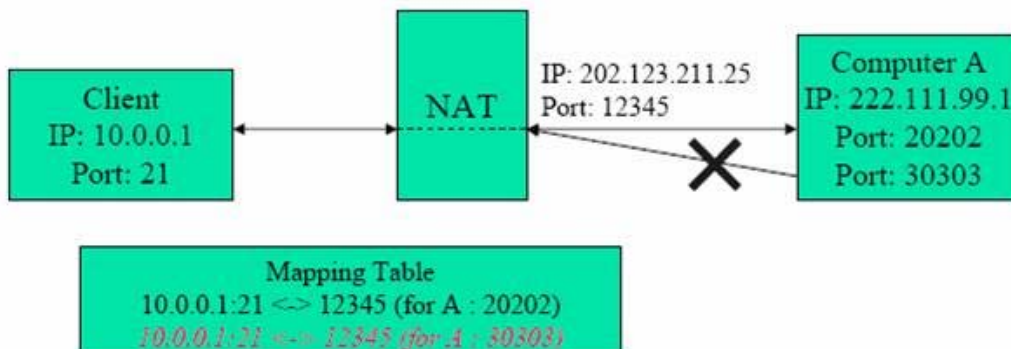 Client
IP: 10.0.0.1
Port: 21
NAT
IP: 202.123.211.25
Port: 12345
Computer A
IP: 222.111.99.1
Port: 20202
Port: 30303
Mapping Table
10.0.0.1:21 <-> 12345 (for A : 20202)
10.0.0.1:21 <-> 12345 (for A : 30303)